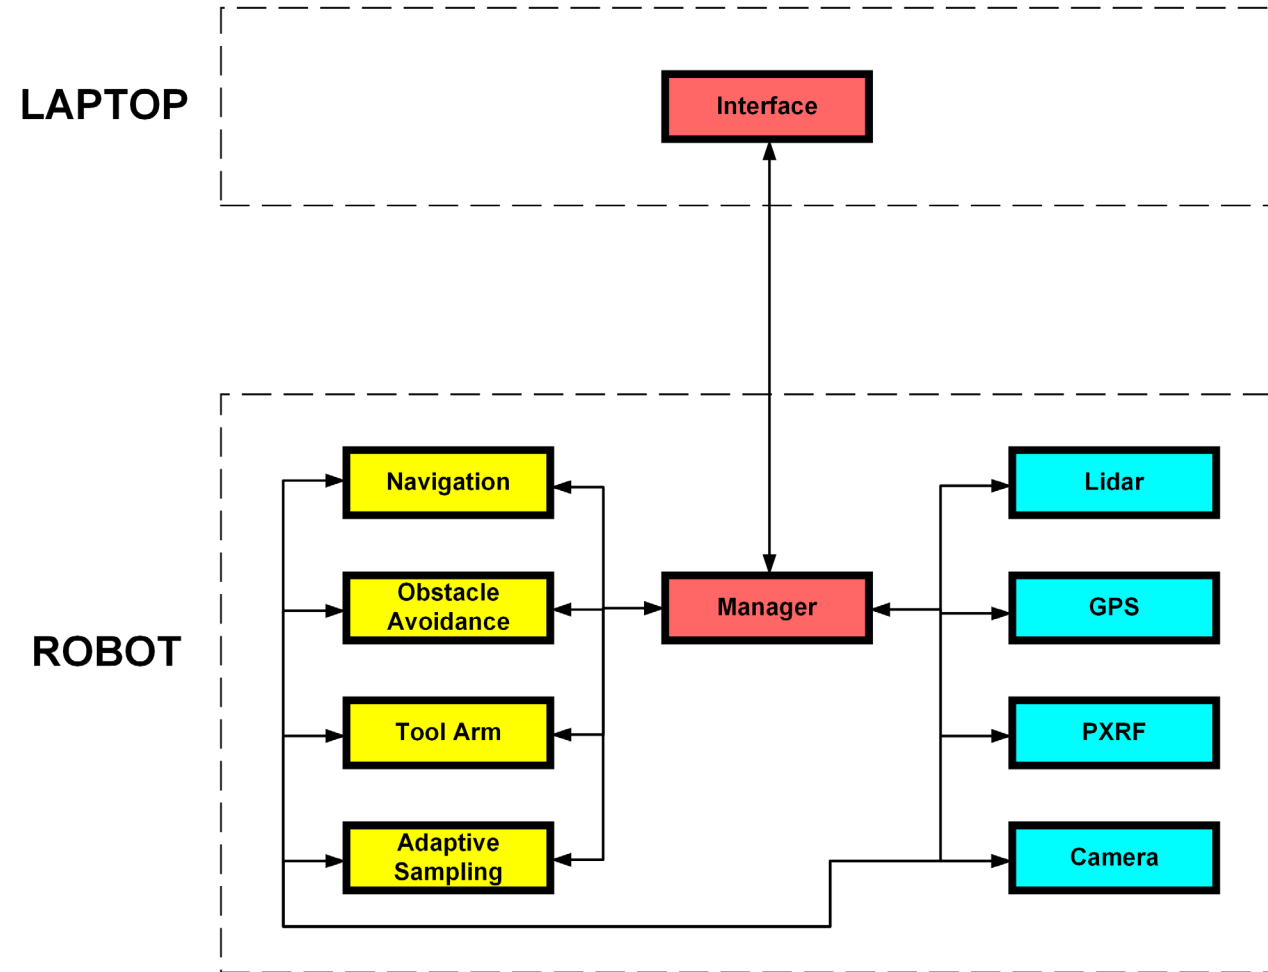 LAPTOP
Interface
ROBOT
Navigation
Obstacle
Avoidance
Tool Arm
Adaptive
Sampling
Manager
Lidar
GPS
PXRF
Camera